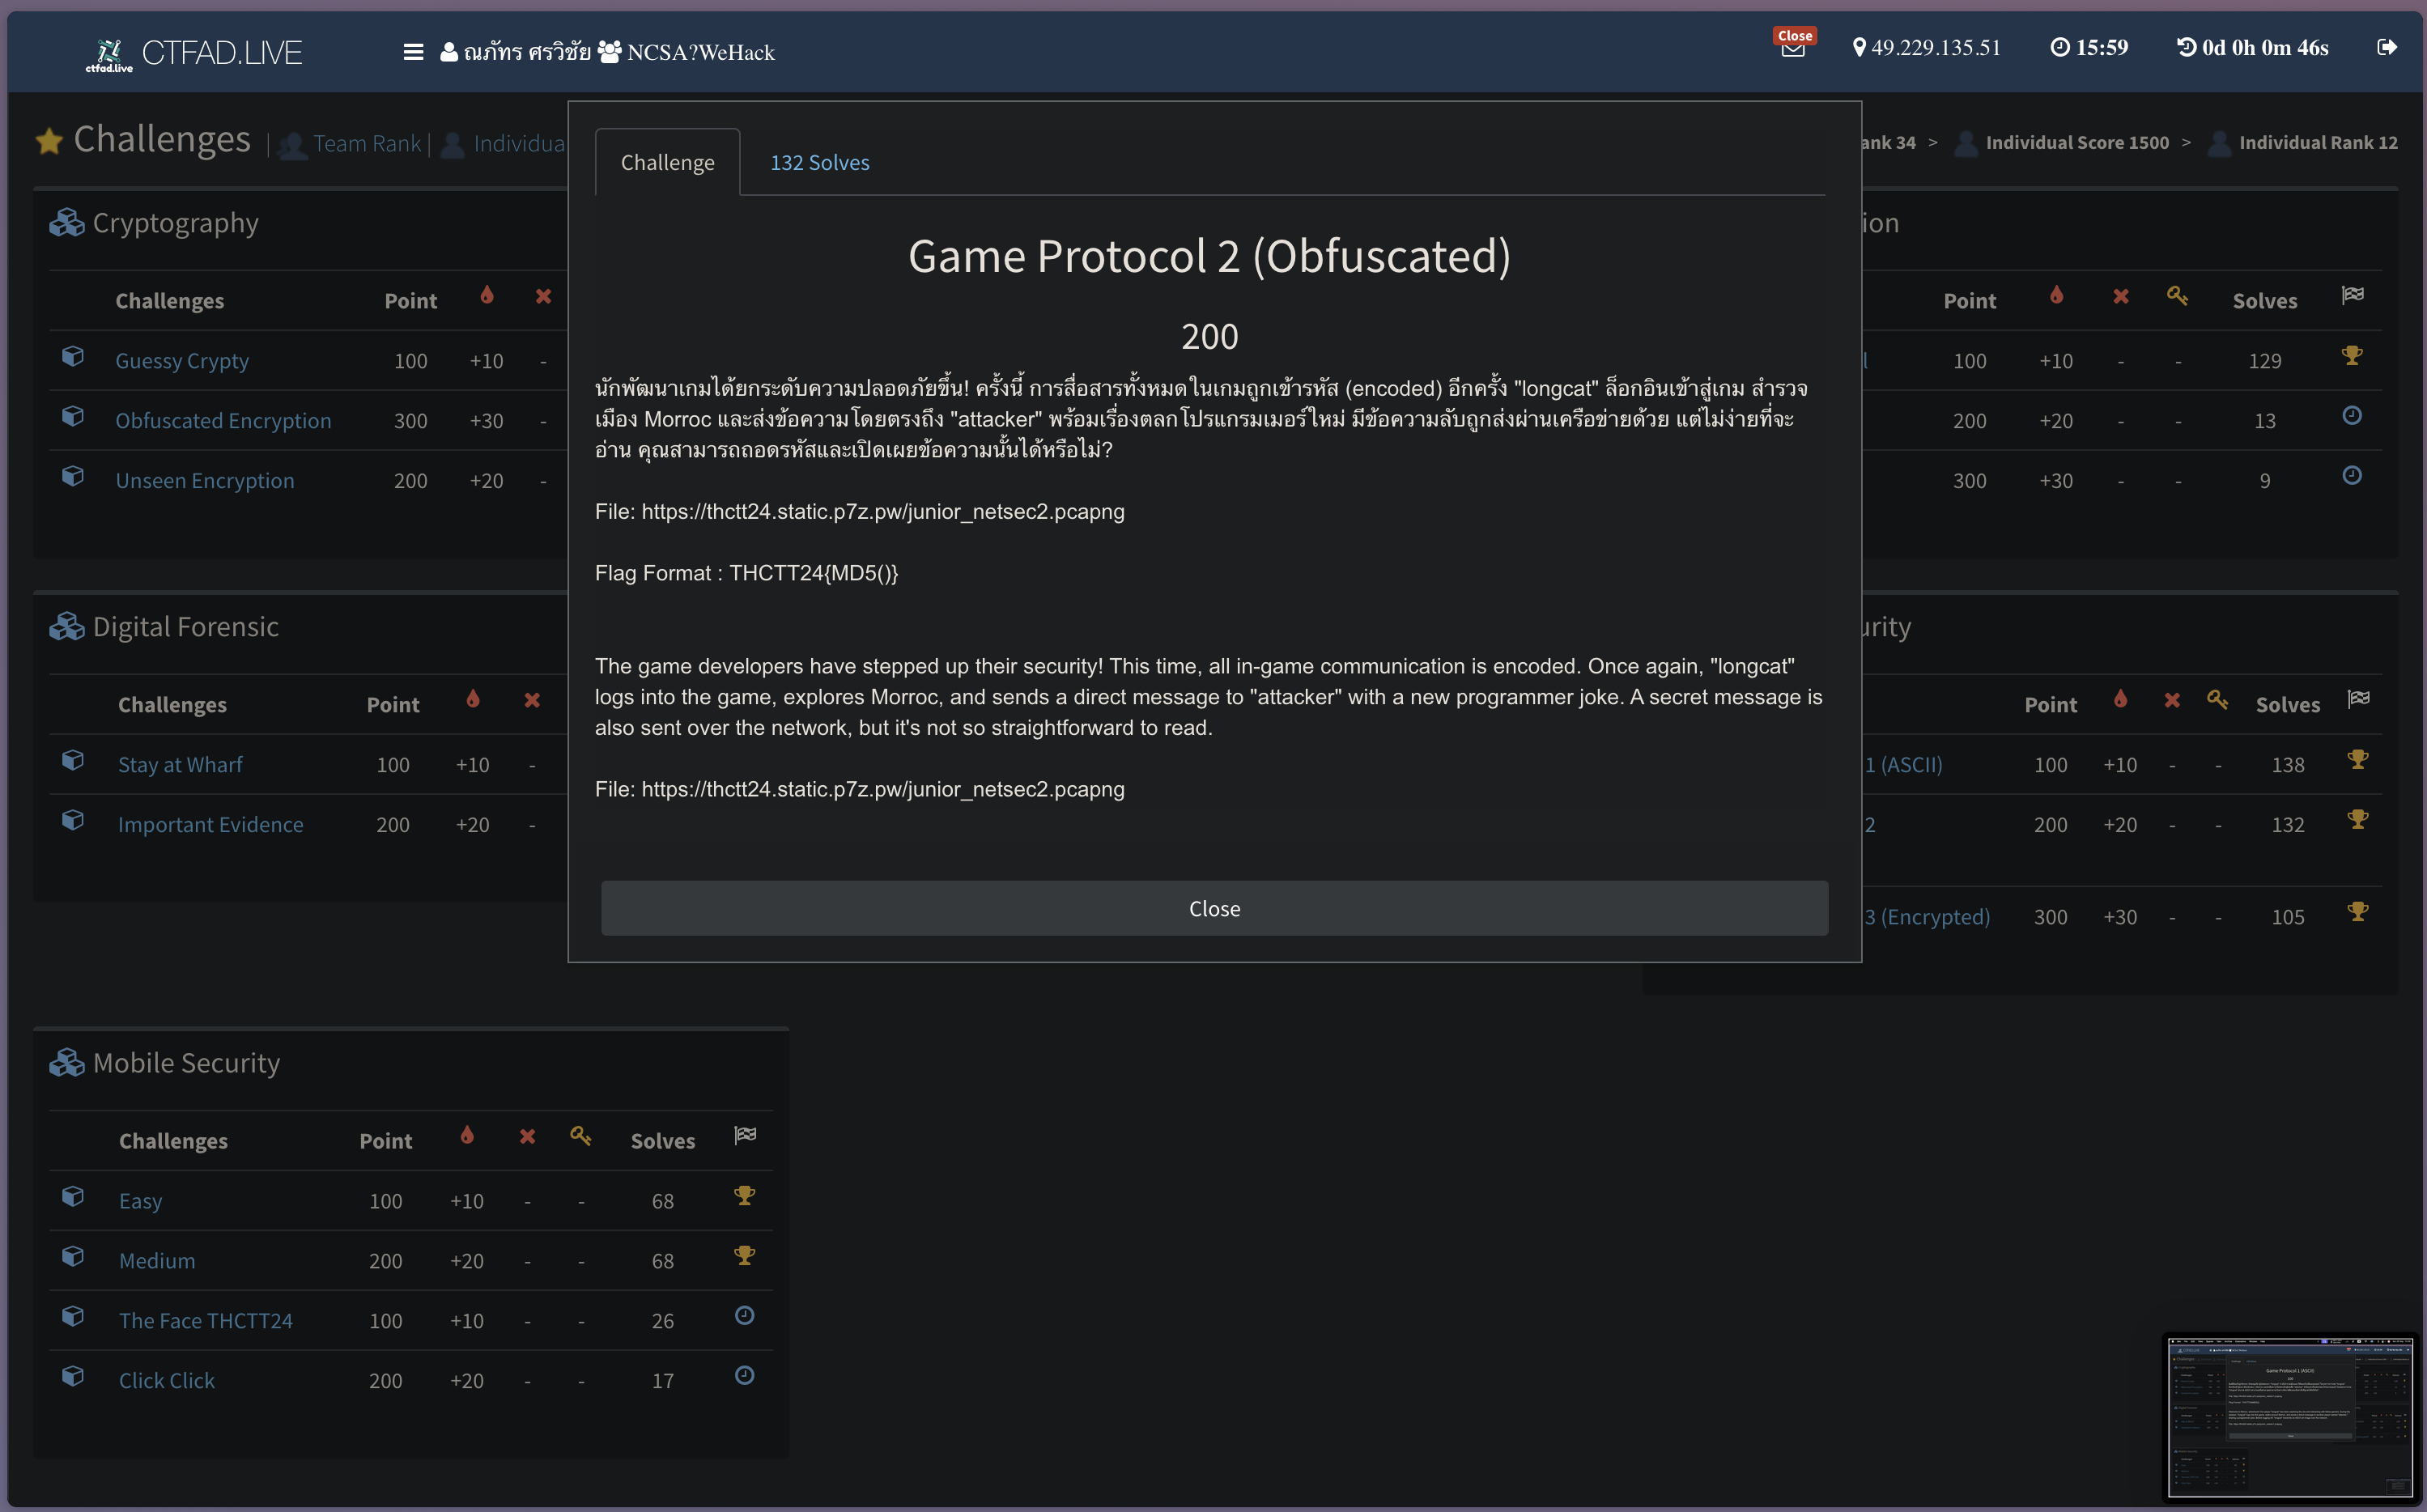 ctfad.live CTFAD.LIVE ณภัทร ศรวิชัย NCSA?WeHack Close 49.229.135.51 15:59 0d 0h 0m 46s
Challenges | Team Rank | Individua ank 34 > Individual Score 1500 > Individual Rank 12
Challenge 132 Solves
Game Protocol 2 (Obfuscated)
200
นักพัฒนาเกมได้ยกระดับความปลอดภัยขึ้น! ครั้งนี้ การสื่อสารทั้งหมดในเกมถูกเข้ารหัส (encoded) อีกครั้ง "longcat" ล็อกอินเข้าสู่เกม สำรวจ
เมือง Morroc และส่งข้อความโดยตรงถึง "attacker" พร้อมเรื่องตลกโปรแกรมเมอร์ใหม่ มีข้อความลับถูกส่งผ่านเครือข่ายด้วย แต่ไม่ง่ายที่จะ
อ่าน คุณสามารถถอดรหัสและเปิดเผยข้อความนั้นได้หรือไม่?
File: https://thctt24.static.p7z.pw/junior_netsec2.pcapng
Flag Format : THCTT24{MD5()}
The game developers have stepped up their security! This time, all in-game communication is encoded. Once again, "longcat"
logs into the game, explores Morroc, and sends a direct message to "attacker" with a new programmer joke. A secret message is
also sent over the network, but it's not so straightforward to read.
File: https://thctt24.static.p7z.pw/junior_netsec2.pcapng
Close
Cryptography
Challenges Point
Guessy Crypty 100 +10 -
Obfuscated Encryption 300 +30 -
Unseen Encryption 200 +20 -
ion
Point Solves
l 100 +10 - - 129
200 +20 - - 13
300 +30 - - 9
Digital Forensic
Challenges Point
Stay at Wharf 100 +10 -
Important Evidence 200 +20 -
urity
Point Solves
1 (ASCII) 100 +10 - - 138
2 200 +20 - - 132
3 (Encrypted) 300 +30 - - 105
Mobile Security
Challenges Point Solves
Easy 100 +10 - - 68
Medium 200 +20 - - 68
The Face THCTT24 100 +10 - - 26
Click Click 200 +20 - - 17